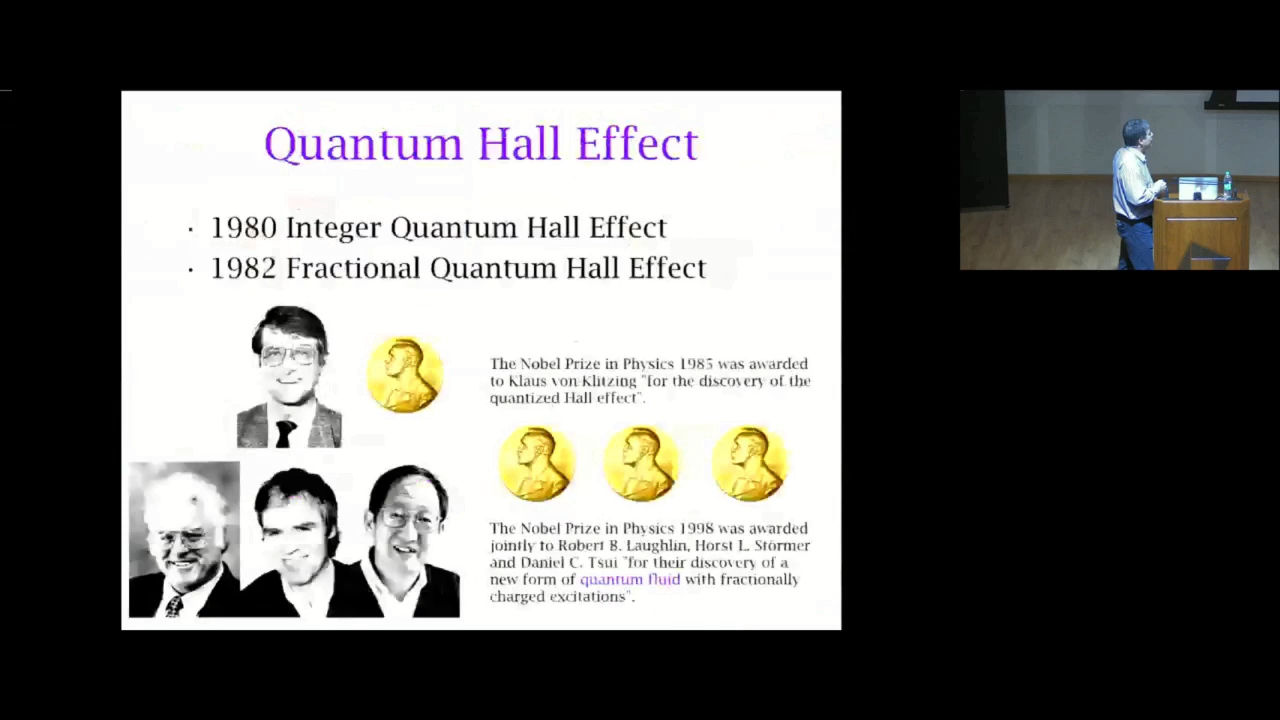 Quantum Hall Effect
· 1980 Integer Quantum Hall Effect
· 1982 Fractional Quantum Hall Effect
The Nobel Prize in Physics 1985 was awarded
to Klaus von Klitzing "for the discovery of the
quantized Hall effect".
The Nobel Prize in Physics 1998 was awarded
jointly to Robert B. Laughlin, Horst L. Störmer
and Daniel C. Tsui "for their discovery of a
new form of quantum fluid with fractionally
charged excitations".